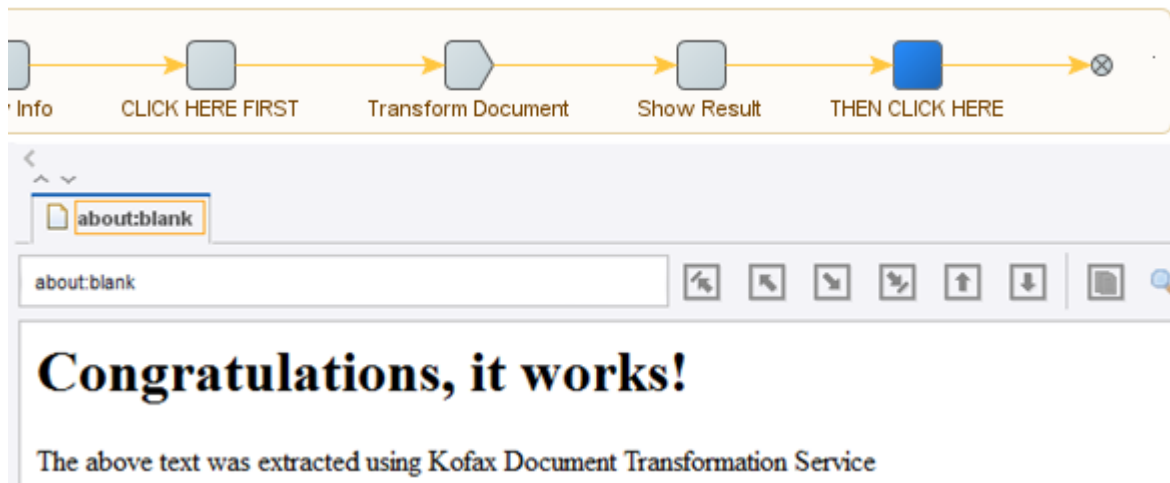 Info CLICK HERE FIRST Transform Document Show Result THEN CLICK HERE
about:blank
about:blank
Congratulations, it works!
The above text was extracted using Kofax Document Transformation Service